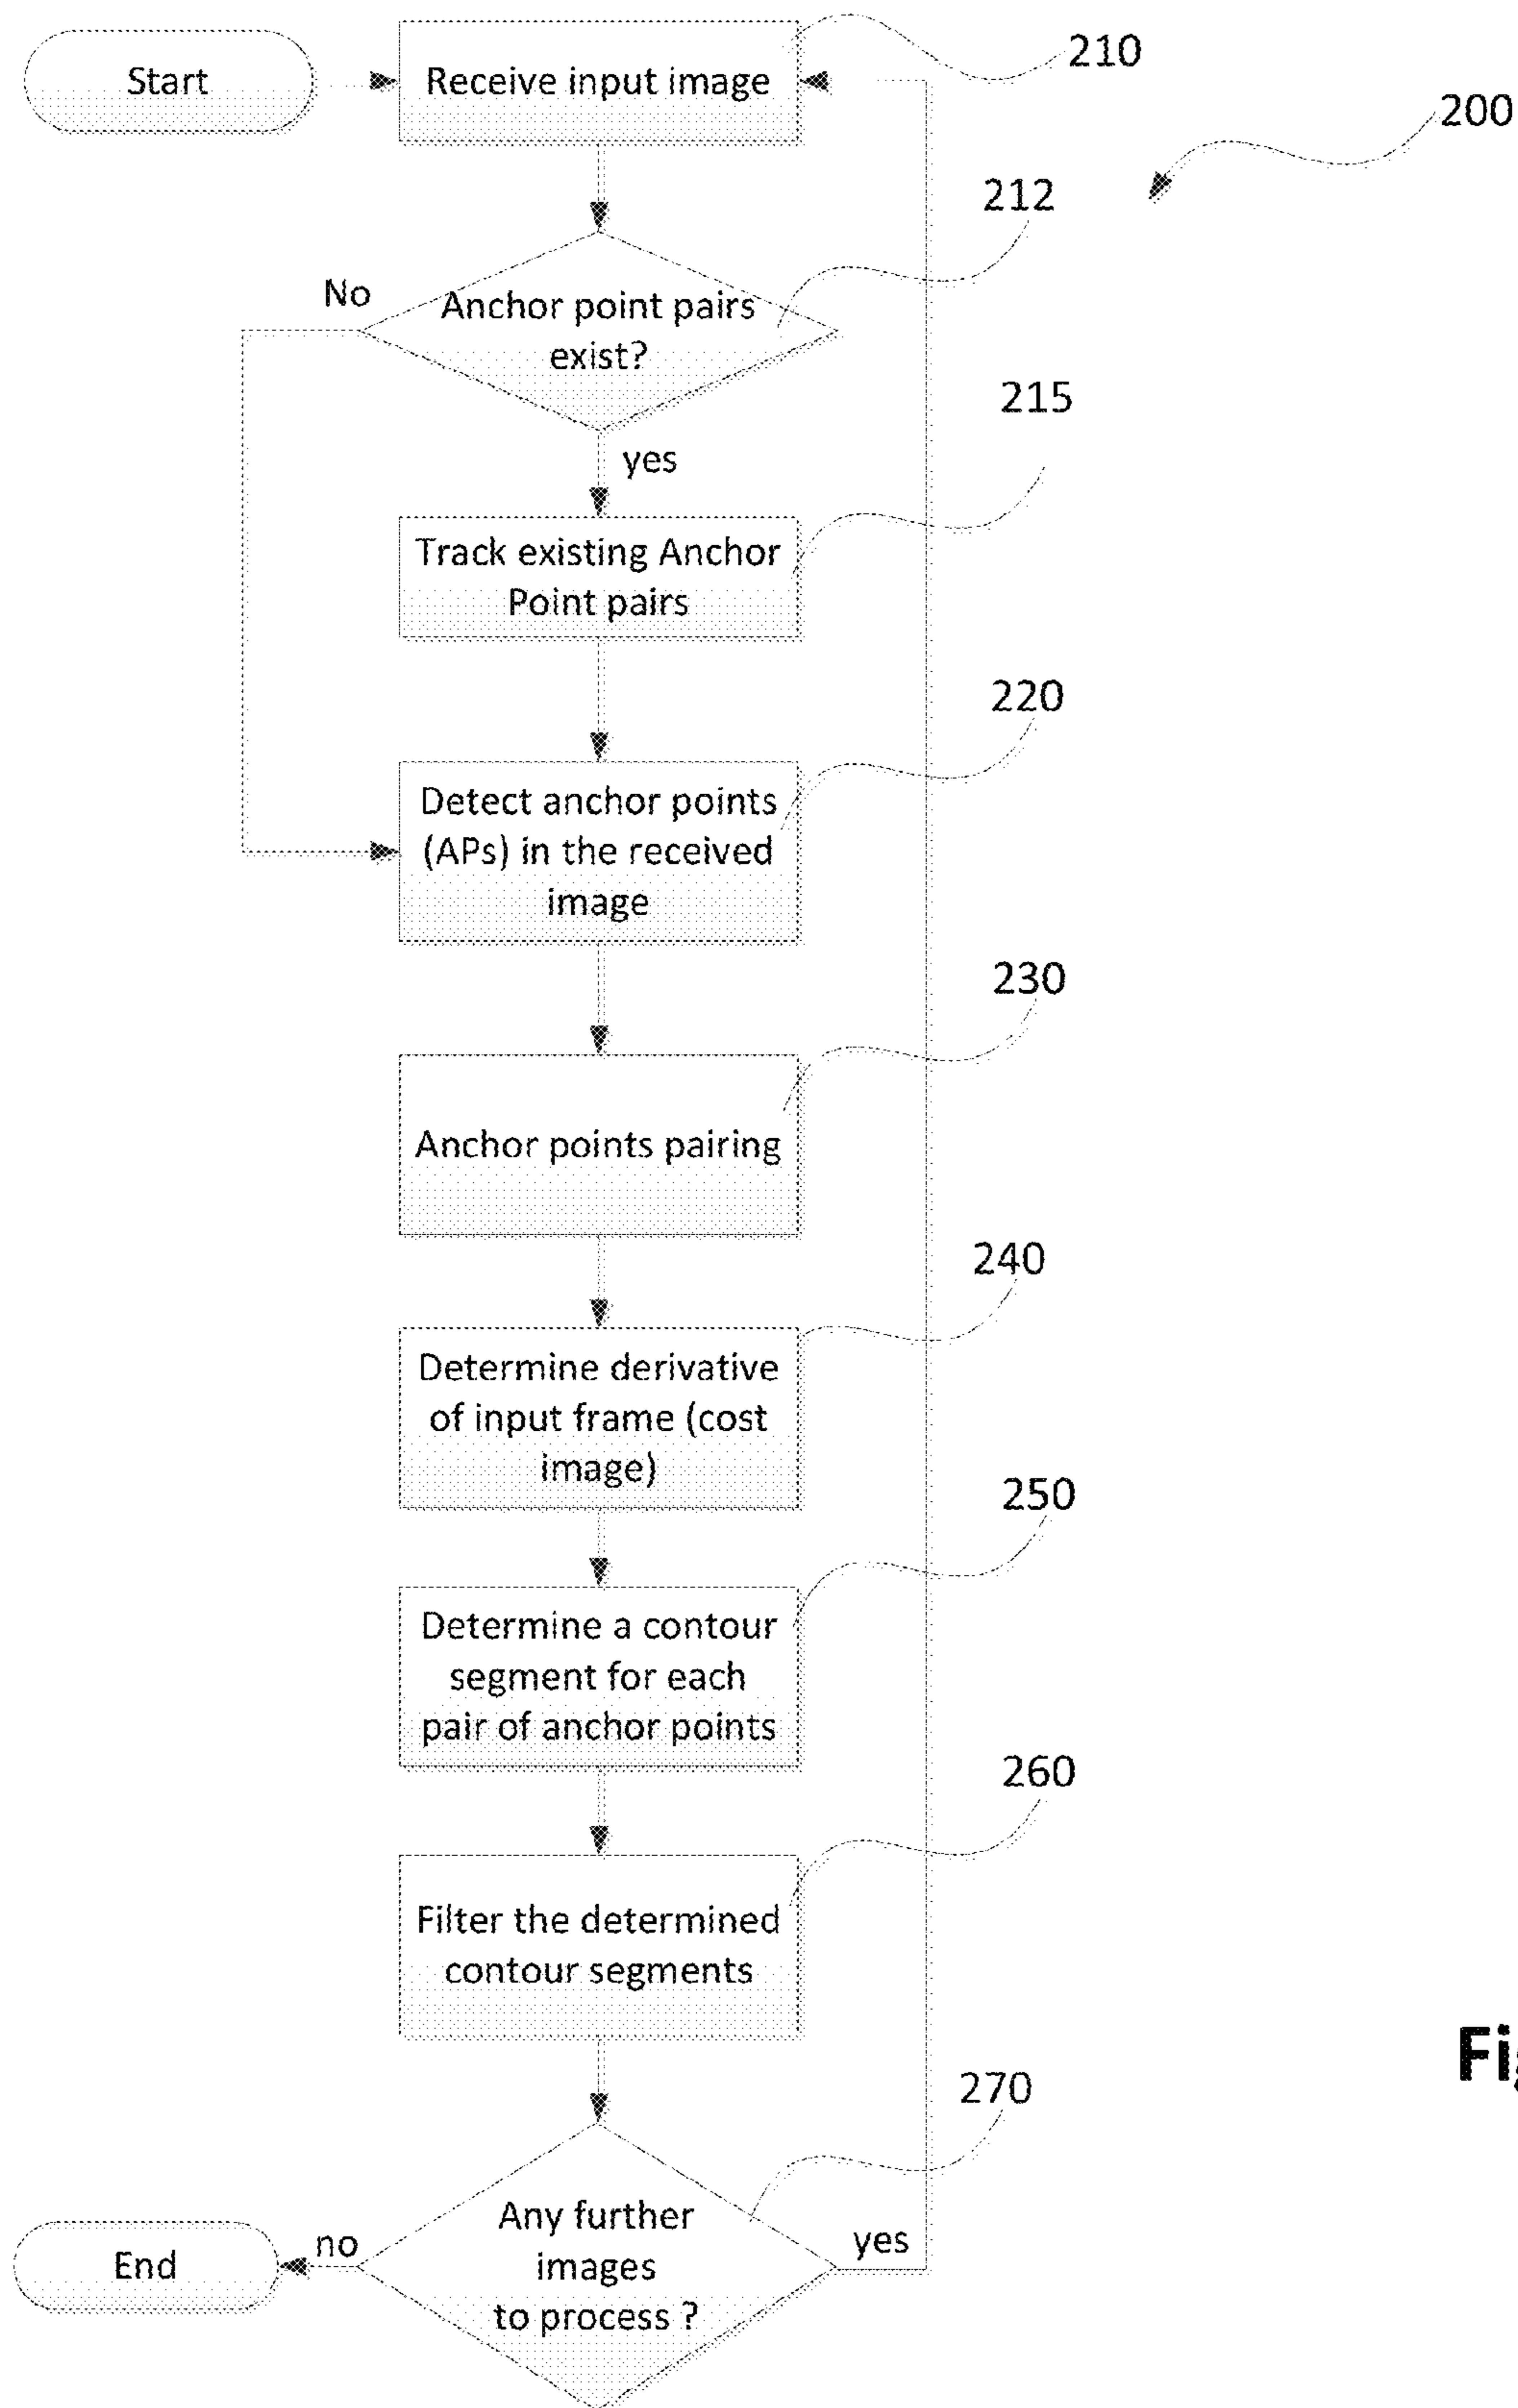 Start
Receive input image
210
200
212
No
Anchor point pairs
exist?
215
yes
Track existing Anchor
Point pairs
220
Detect anchor points
(APs) in the received
image
230
Anchor points pairing
240
Determine derivative
of input frame (cost
image)
250
Determine a contour
segment for each
pair of anchor points
260
Filter the determined
contour segments
270
Any further
images
to process ?
yes
no
End